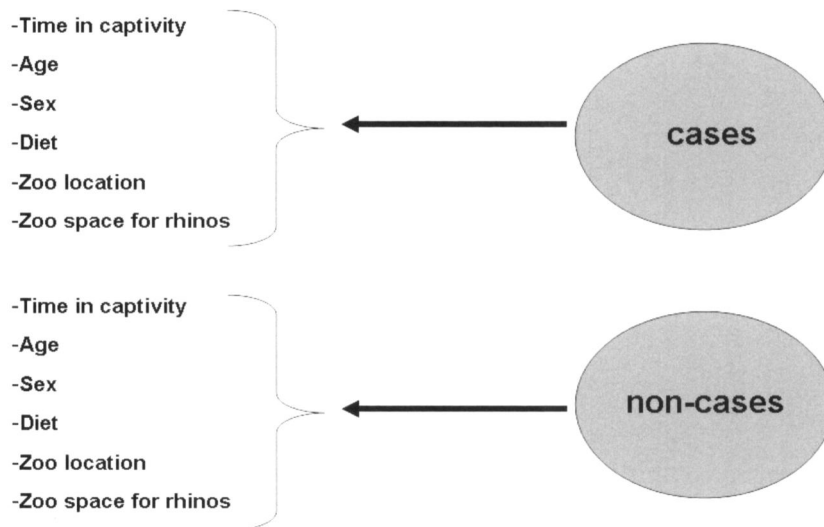 -Time in captivity
-Age
-Sex
-Diet
-Zoo location
-Zoo space for rhinos
cases
-Time in captivity
-Age
-Sex
-Diet
-Zoo location
-Zoo space for rhinos
non-cases